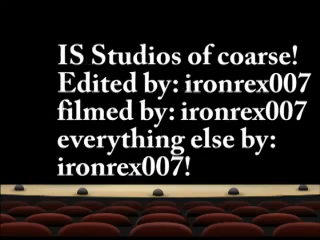 IS Studios of coarse!
Edited by: ironrex007
filmed by: ironrex007
everything else by:
ironrex007!